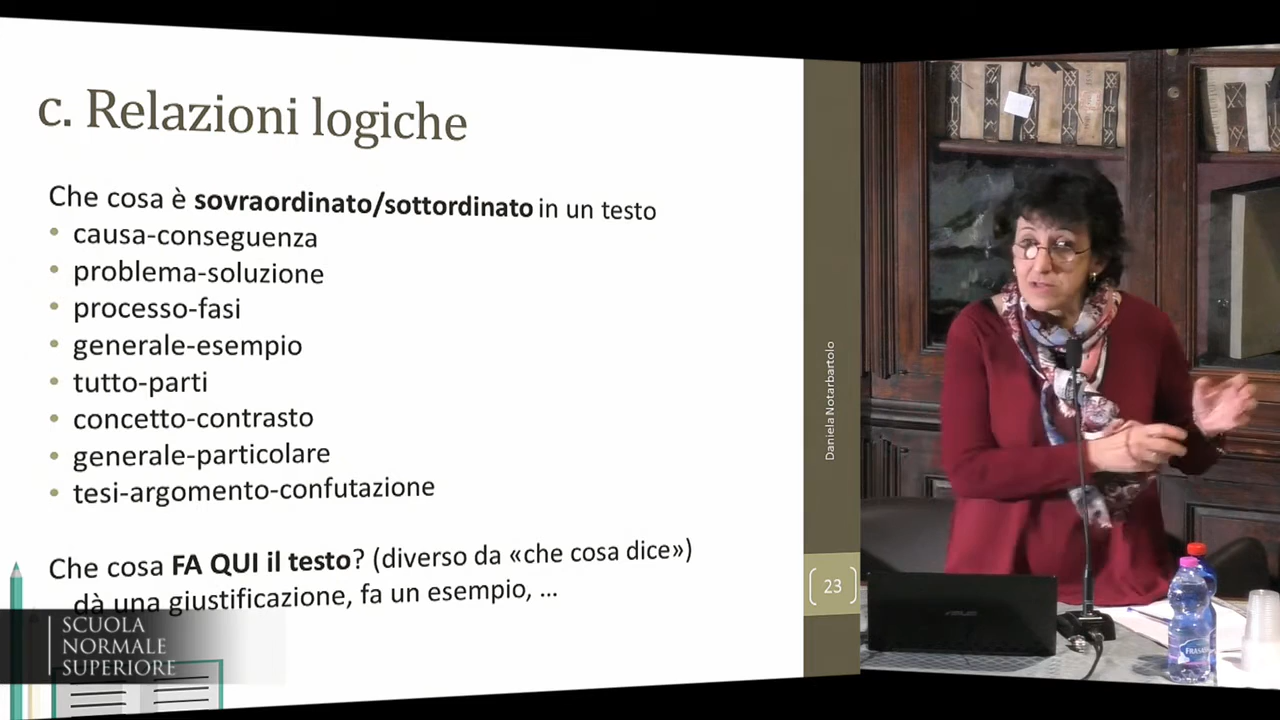 c. Relazioni logiche
Che cosa è sovraordinato/sottordinato in un testo
• causa-conseguenza
• problema-soluzione
• processo-fasi
• generale-esempio
• tutto-parti
• concetto-contrasto
• generale-particolare
• tesi-argomento-confutazione
Che cosa FA QUI il testo? (diverso da «che cosa dice»)
dà una giustificazione, fa un esempio, ...
Daniela Notarbartolo
23
SCUOLA
NORMALE
SUPERIORE
ASUS